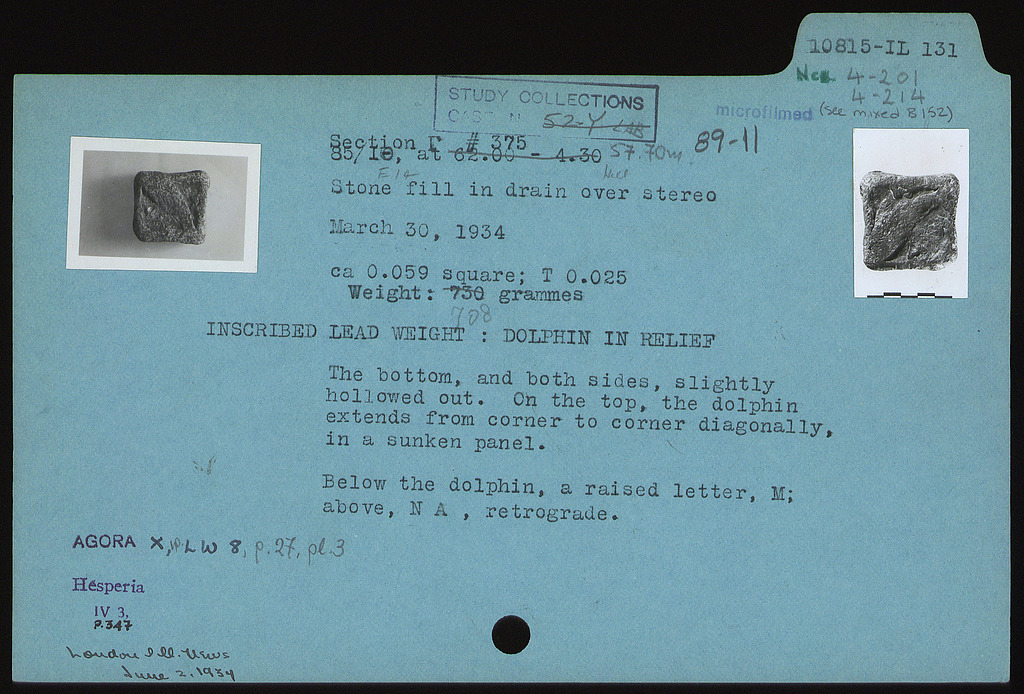 10815-IL 131
Neg. 4-201
4-214
(see mixed B 152)
microfilmed
STUDY COLLECTIONS
CASE N 52-Y
89-11
Section Γ # 375
85/ΙΘ, at 62.00 - 4.30 57.70m.
E 14
Stone fill in drain over stereo
March 30, 1934
ca 0.059 square; T 0.025
Weight: 730 grammes
708
INSCRIBED LEAD WEIGHT : DOLPHIN IN RELIEF
The bottom, and both sides, slightly
hollowed out. On the top, the dolphin
extends from corner to corner diagonally,
in a sunken panel.
Below the dolphin, a raised letter, M;
above, N A , retrograde.
AGORA X, LW 8, p. 27, pl. 3
Hesperia
IV 3,
P. 347
London Ill. News
June 2, 1934